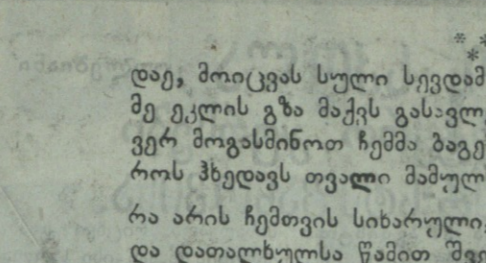 * *
*
დაე, მოიცვას სული სევდამ
მე ეკლის გზა მაქვს გასავლ
ვერ მოგასმინოთ ჩემმა ბაგე
როს ჰხედავს თვალი მამულ
რა არის ჩემთვის სიხარული,
და დათალხულსა წამით შვე